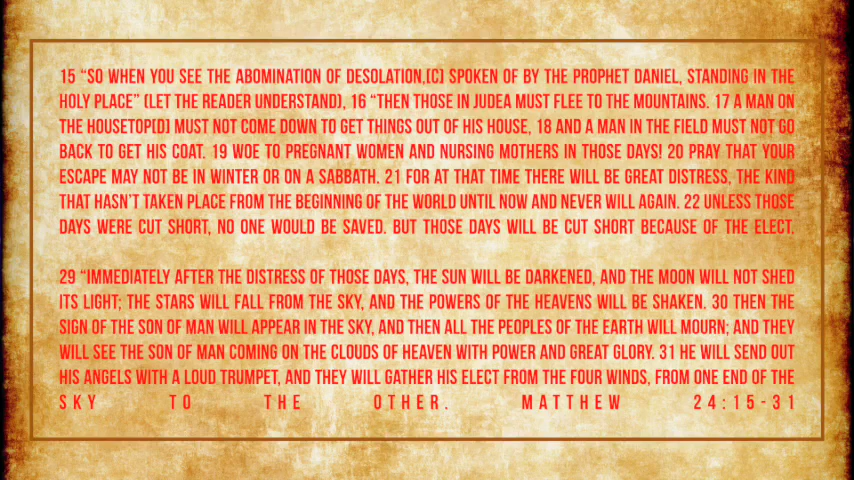 15 “SO WHEN YOU SEE THE ABOMINATION OF DESOLATION,[C] SPOKEN OF BY THE PROPHET DANIEL, STANDING IN THE
HOLY PLACE” (LET THE READER UNDERSTAND), 16 “THEN THOSE IN JUDEA MUST FLEE TO THE MOUNTAINS. 17 A MAN ON
THE HOUSETOP[D] MUST NOT COME DOWN TO GET THINGS OUT OF HIS HOUSE, 18 AND A MAN IN THE FIELD MUST NOT GO
BACK TO GET HIS COAT. 19 WOE TO PREGNANT WOMEN AND NURSING MOTHERS IN THOSE DAYS! 20 PRAY THAT YOUR
ESCAPE MAY NOT BE IN WINTER OR ON A SABBATH. 21 FOR AT THAT TIME THERE WILL BE GREAT DISTRESS, THE KIND
THAT HASN'T TAKEN PLACE FROM THE BEGINNING OF THE WORLD UNTIL NOW AND NEVER WILL AGAIN. 22 UNLESS THOSE
DAYS WERE CUT SHORT, NO ONE WOULD BE SAVED. BUT THOSE DAYS WILL BE CUT SHORT BECAUSE OF THE ELECT.
29 “IMMEDIATELY AFTER THE DISTRESS OF THOSE DAYS, THE SUN WILL BE DARKENED, AND THE MOON WILL NOT SHED
ITS LIGHT; THE STARS WILL FALL FROM THE SKY, AND THE POWERS OF THE HEAVENS WILL BE SHAKEN. 30 THEN THE
SIGN OF THE SON OF MAN WILL APPEAR IN THE SKY, AND THEN ALL THE PEOPLES OF THE EARTH WILL MOURN; AND THEY
WILL SEE THE SON OF MAN COMING ON THE CLOUDS OF HEAVEN WITH POWER AND GREAT GLORY. 31 HE WILL SEND OUT
HIS ANGELS WITH A LOUD TRUMPET, AND THEY WILL GATHER HIS ELECT FROM THE FOUR WINDS, FROM ONE END OF THE
SKY TO THE OTHER. MATTHEW 24:15-31